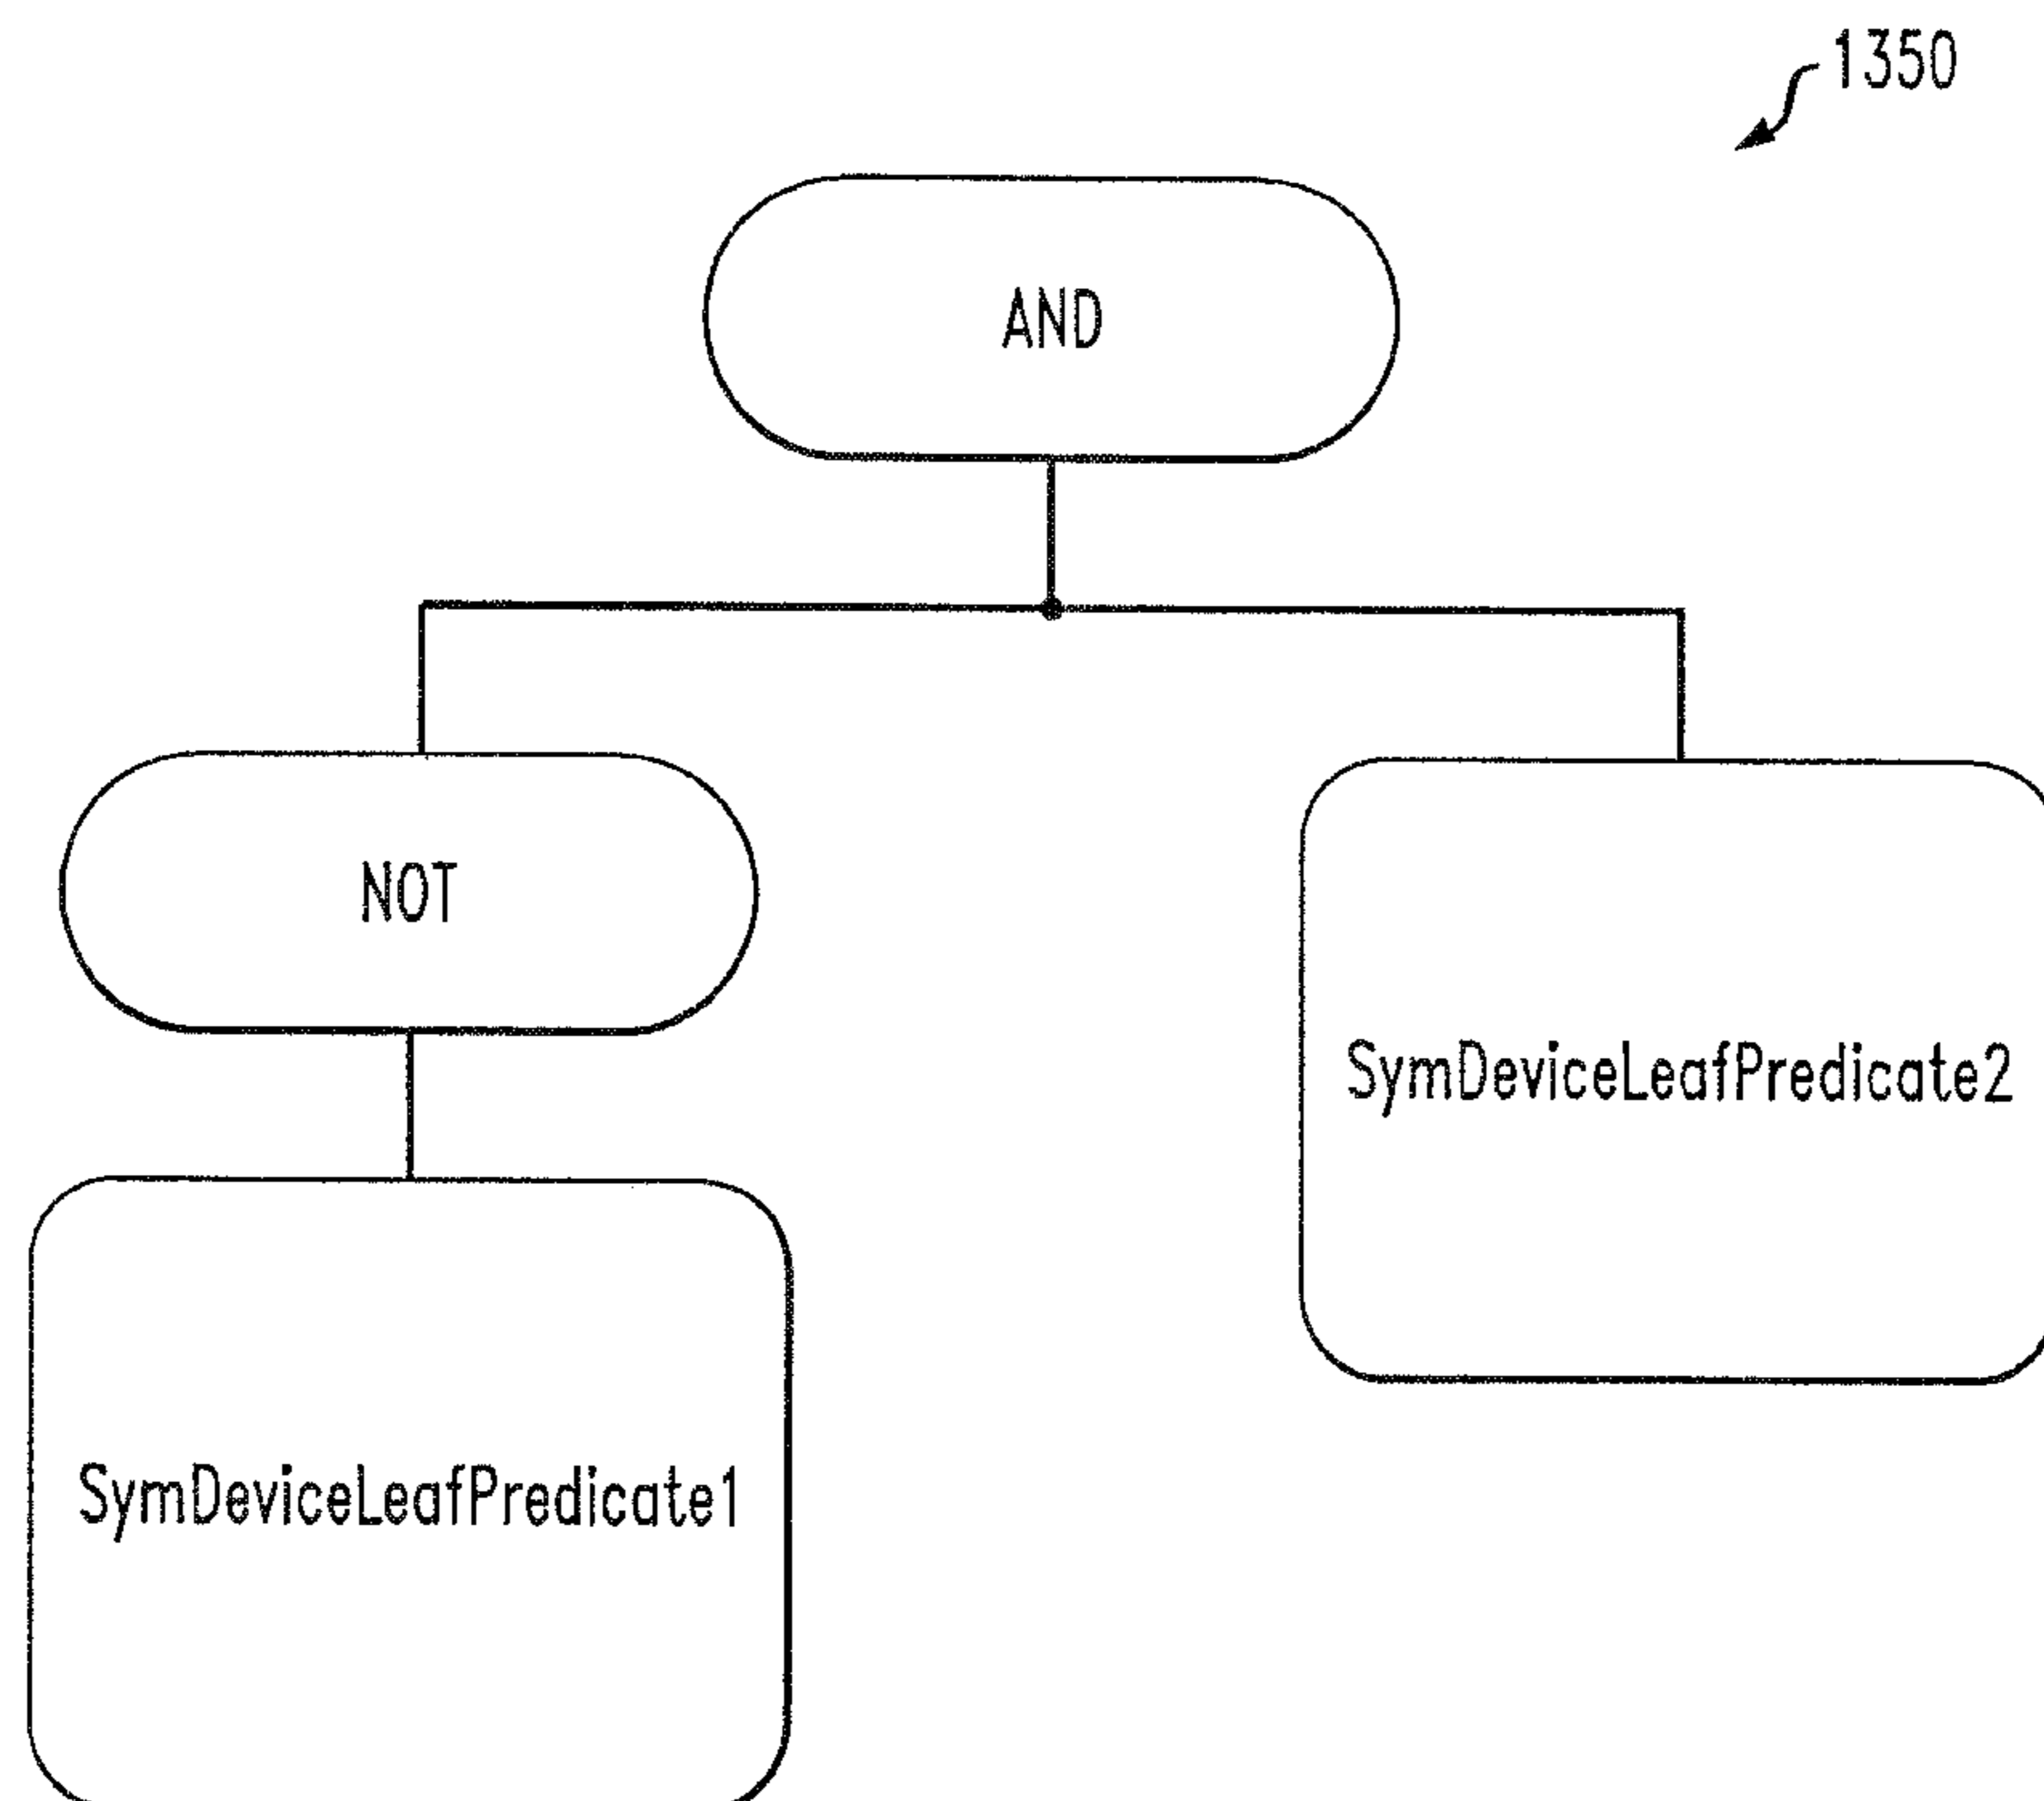 1350
AND
NOT
SymDeviceLeafPredicate2
SymDeviceLeafPredicate1